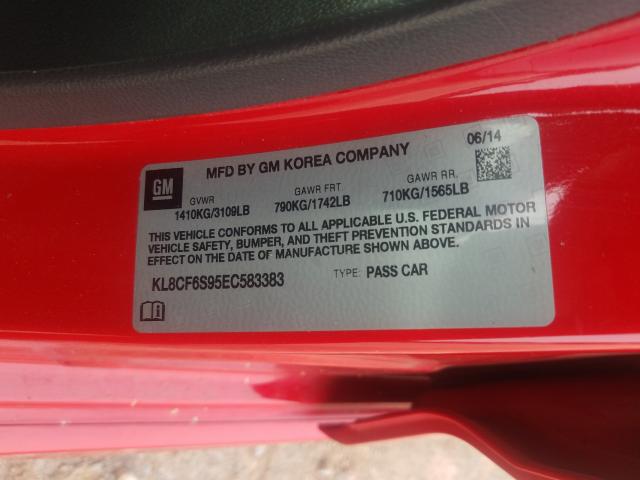 06/14
MFD BY GM KOREA COMPANY
GM
GVWR GAWR FRT. GAWR RR.
1410KG/3109LB 790KG/1742LB 710KG/1565LB
THIS VEHICLE CONFORMS TO ALL APPLICABLE U.S. FEDERAL MOTOR
VEHICLE SAFETY, BUMPER, AND THEFT PREVENTION STANDARDS IN
EFFECT ON THE DATE OF MANUFACTURE SHOWN ABOVE.
KL8CF6S95EC583383 TYPE: PASS CAR